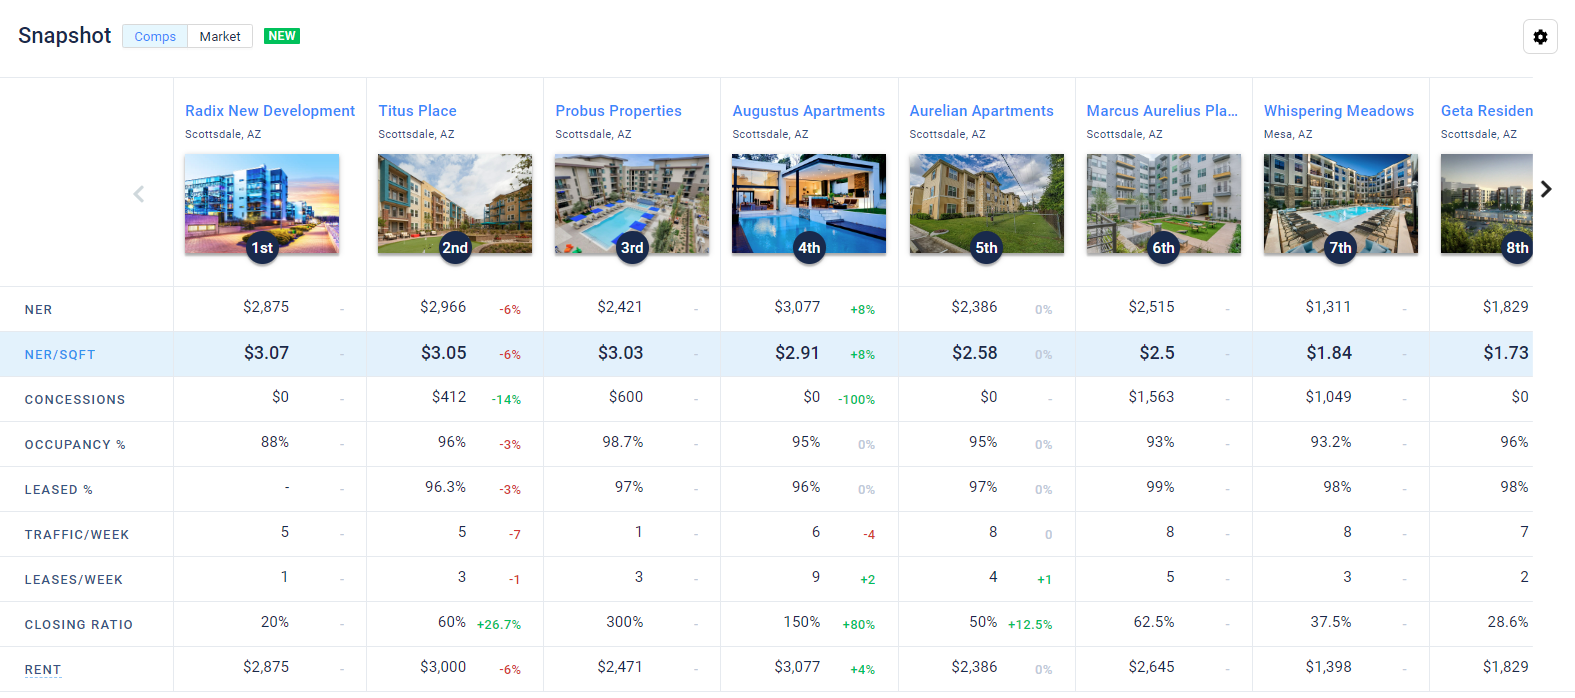 Snapshot Comps Market NEW
Radix New Development Titus Place Probus Properties Augustus Apartments Aurelian Apartments Marcus Aurelius Pla... Whispering Meadows Geta Residen
Scottsdale, AZ Scottsdale, AZ Scottsdale, AZ Scottsdale, AZ Scottsdale, AZ Scottsdale, AZ Mesa, AZ Scottsdale, AZ
1st 2nd 3rd 4th 5th 6th 7th 8th
NER $2,875 - $2,966 -6% $2,421 - $3,077 +8% $2,386 0% $2,515 - $1,311 - $1,829
NER/SQFT $3.07 - $3.05 -6% $3.03 - $2.91 +8% $2.58 0% $2.5 - $1.84 - $1.73
CONCESSIONS $0 - $412 -14% $600 - $0 -100% $0 - $1,563 - $1,049 - $0
OCCUPANCY % 88% - 96% -3% 98.7% - 95% 0% 95% 0% 93% - 93.2% - 96%
LEASED % - - 96.3% -3% 97% - 96% 0% 97% 0% 99% - 98% - 98%
TRAFFIC/WEEK 5 - 5 -7 1 - 6 -4 8 0 8 - 8 - 7
LEASES/WEEK 1 - 3 -1 3 - 9 +2 4 +1 5 - 3 - 2
CLOSING RATIO 20% - 60% +26.7% 300% - 150% +80% 50% +12.5% 62.5% - 37.5% - 28.6%
RENT $2,875 - $3,000 -6% $2,471 - $3,077 +4% $2,386 0% $2,645 - $1,398 - $1,829